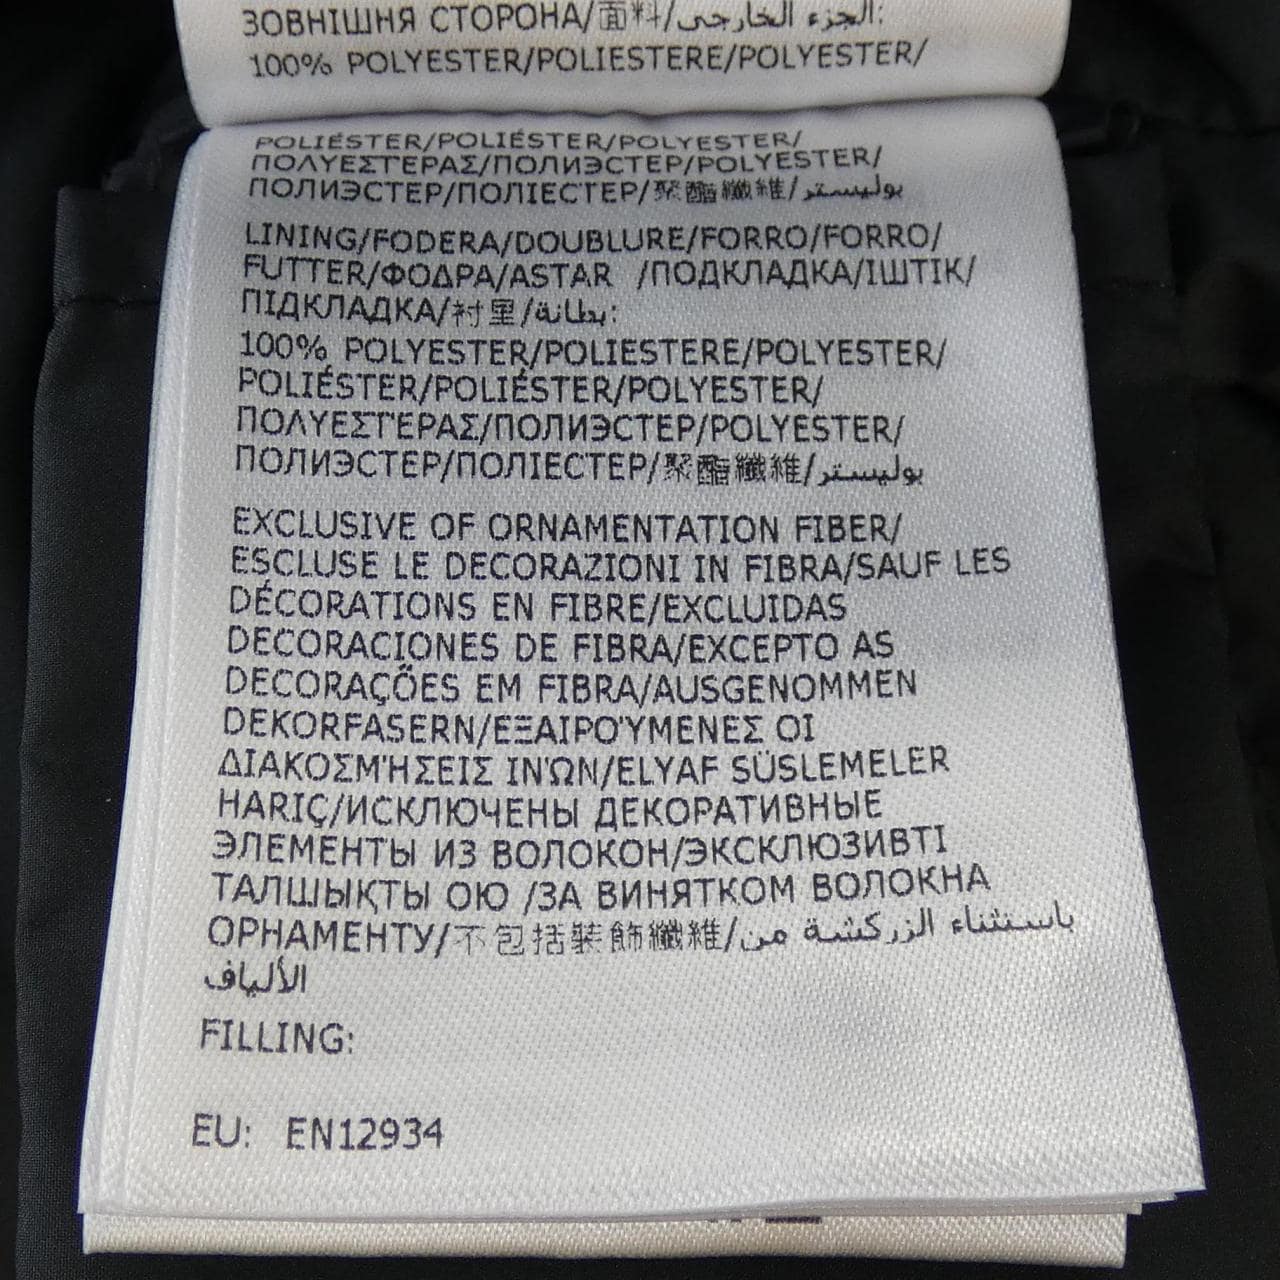 ЗОВНІШНЯ СТОРОНА/面料/الجزء الخارجي:
100% POLYESTER/POLIESTERE/POLYESTER/
POLIÉSTER/POLIÉSTER/POLYESTER/
ΠΟΛΥΕΣΤΕΡΑΣ/ПОЛИЭСТЕР/POLYESTER/
ПОЛИЭСТЕР/ПОЛІЕСТЕР/聚酯纖維/بوليستر
LINING/FODERA/DOUBLURE/FORRO/FORRO/
FUTTER/ΦΟΔΡΑ/ASTAR /ПОДКЛАДКА/ІШТІК/
ПІДКЛАДКА/衬里/بطانة:
100% POLYESTER/POLIESTERE/POLYESTER/
POLIÉSTER/POLIÉSTER/POLYESTER/
ΠΟΛΥΕΣΤΈΡΑΣ/ПОЛИЭСТЕР/POLYESTER/
ПОЛИЭСТЕР/ПОЛІЕСТЕР/聚酯纖維/بوليستر
EXCLUSIVE OF ORNAMENTATION FIBER/
ESCLUSE LE DECORAZIONI IN FIBRA/SAUF LES
DÉCORATIONS EN FIBRE/EXCLUIDAS
DECORACIONES DE FIBRA/EXCEPTO AS
DECORAÇÕES EM FIBRA/AUSGENOMMEN
DEKORFASERN/ΕΞΑΙΡΟΎΜΕΝΕΣ ΟΙ
ΔΙΑΚΟΣΜΉΣΕΙΣ ΙΝΏΝ/ELYAF SÜSLEMELER
HARIÇ/ИСКЛЮЧЕНЫ ДЕКОРАТИВНЫЕ
ЭЛЕМЕНТЫ ИЗ ВОЛОКОН/ЭКСКЛЮЗИВТІ
ТАЛШЫҚТЫ ОЮ /ЗА ВИНЯТКОМ ВОЛОКНА
ОРНАМЕНТУ/不包括裝飾纖維/باستثناء الزركشة من
الألياف
FILLING:
EU: EN12934